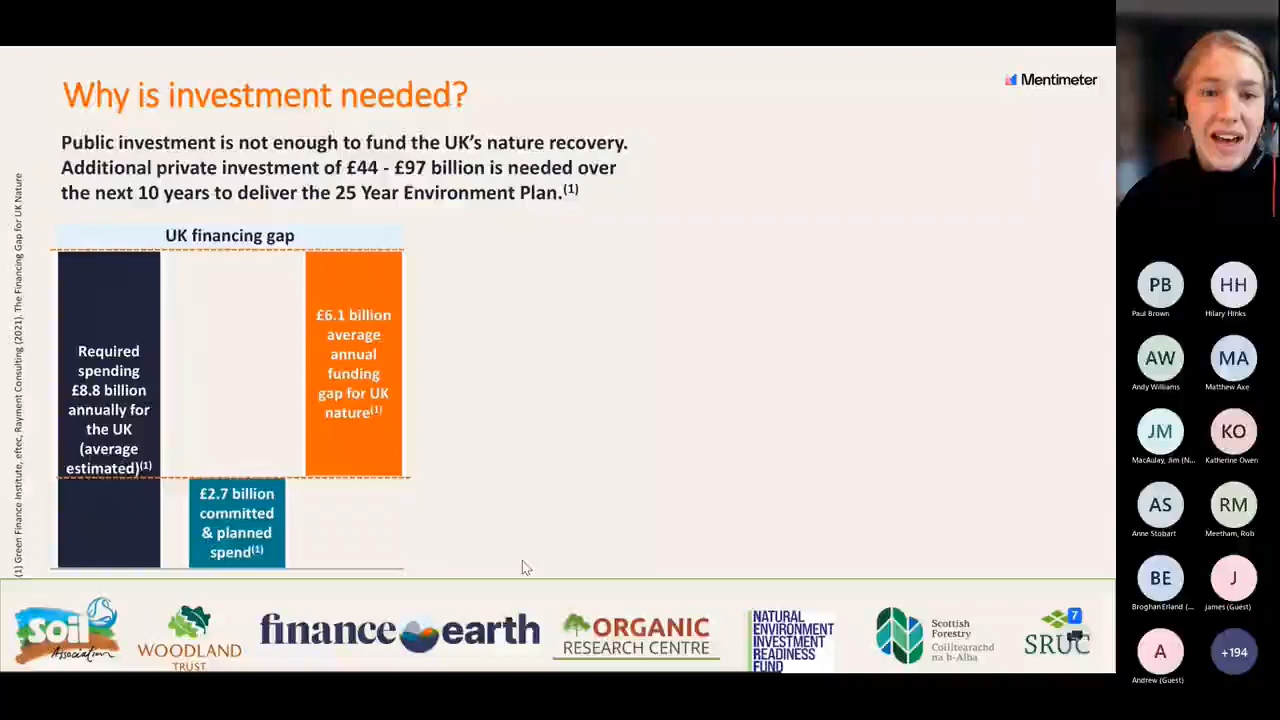 Why is investment needed?
Mentimeter
Public investment is not enough to fund the UK's nature recovery.
Additional private investment of £44 - £97 billion is needed over
the next 10 years to deliver the 25 Year Environment Plan.(1)
(1) Green Finance Institute, eftec, Rayment Consulting (2021). The Financing Gap for UK Nature
UK financing gap
Required
spending
£8.8 billion
annually for
the UK
(average
estimated)(1)
£2.7 billion
committed
& planned
spend(1)
£6.1 billion
average
annual
funding
gap for UK
nature(1)
Soil
Association
WOODLAND
TRUST
finance earth
ORGANIC
RESEARCH CENTRE
NATURAL
ENVIRONMENT
INVESTMENT
READINESS
FUND
Scottish
Forestry
Coilltearachd
na h-Alba
SRUC
7
PB
Paul Brown
HH
Hilary Hinks
AW
Andy Williams
MA
Matthew Axe
JM
MacAulay, Jim (N...
KO
Katherine Owen
AS
Anne Stobart
RM
Meetham, Rob
BE
Broghan Erland (...
J
James (Guest)
A
Andrew (Guest)
+194